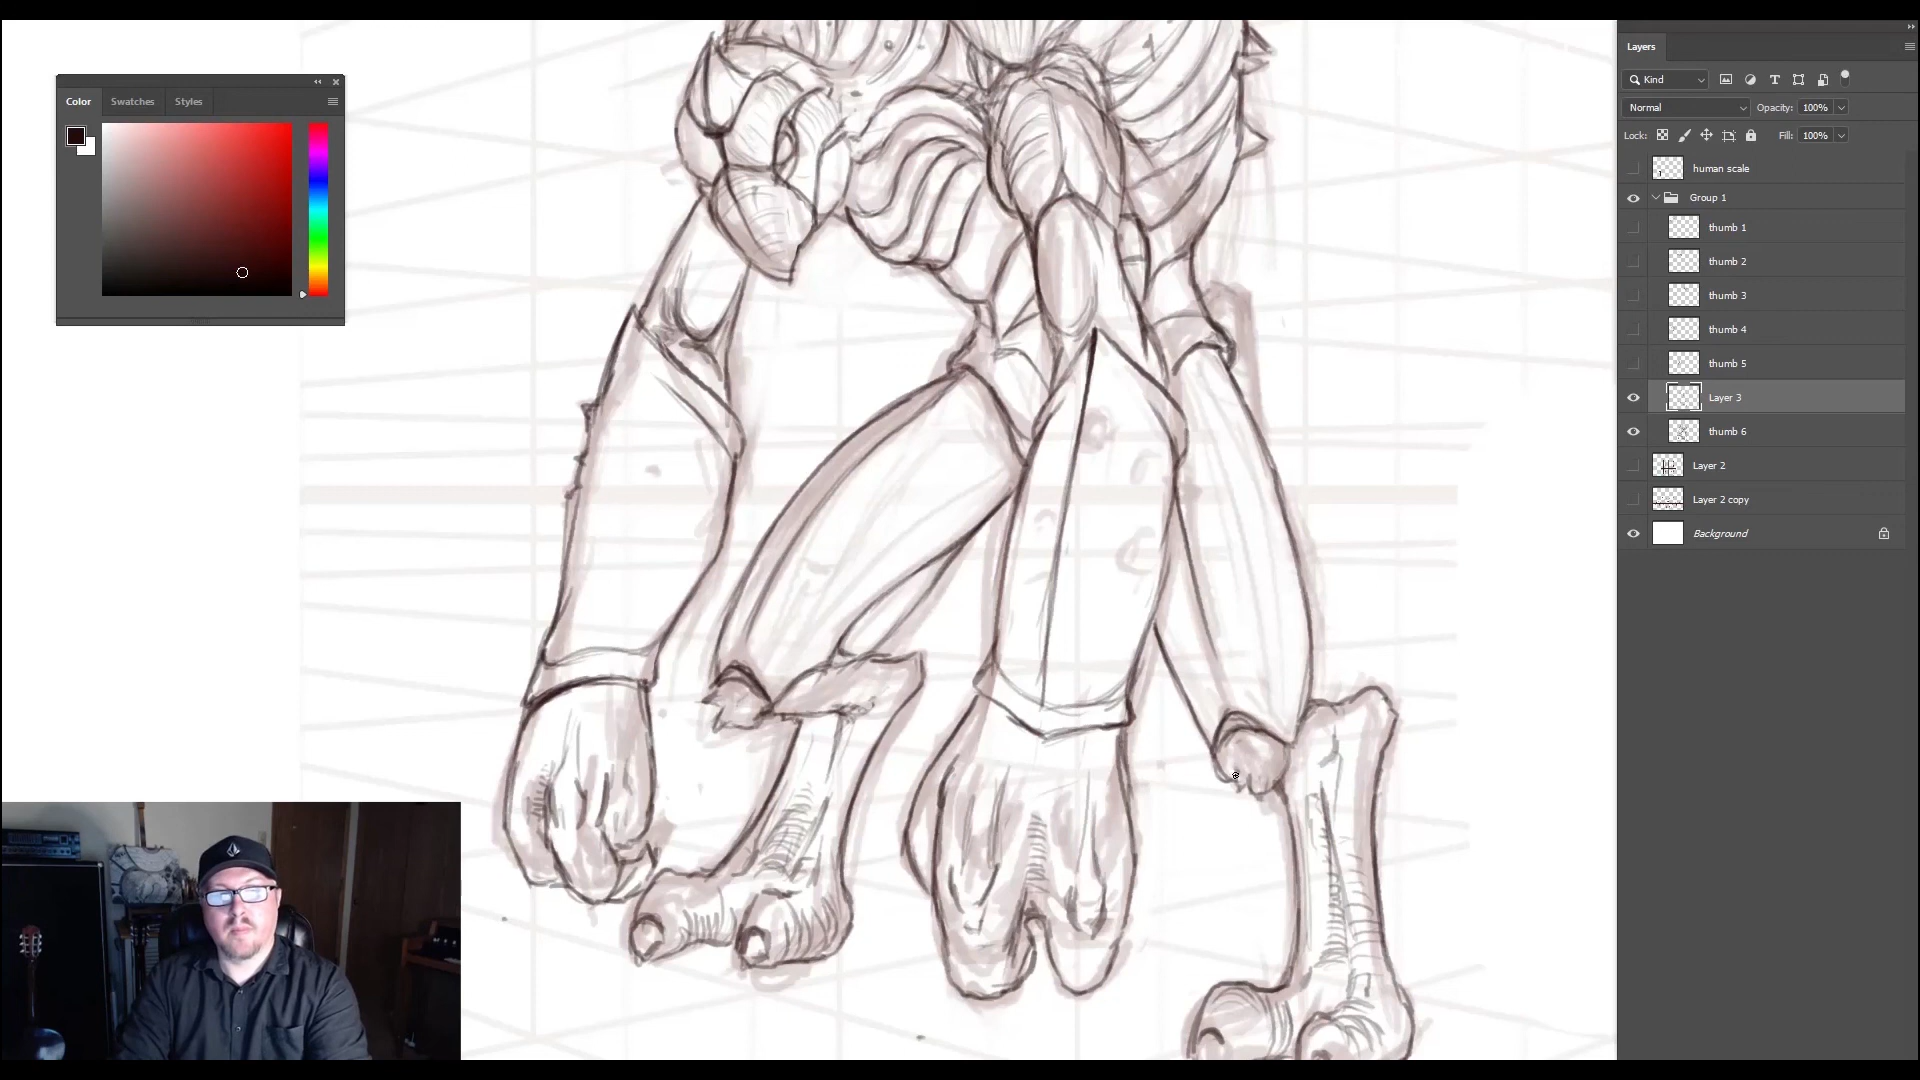 Color Swatches Styles
Layers
Kind
Normal Opacity: 100%
Lock: Fill: 100%
human scale
Group 1
thumb 1
thumb 2
thumb 3
thumb 4
thumb 5
Layer 3
thumb 6
Layer 2
Layer 2 copy
Background